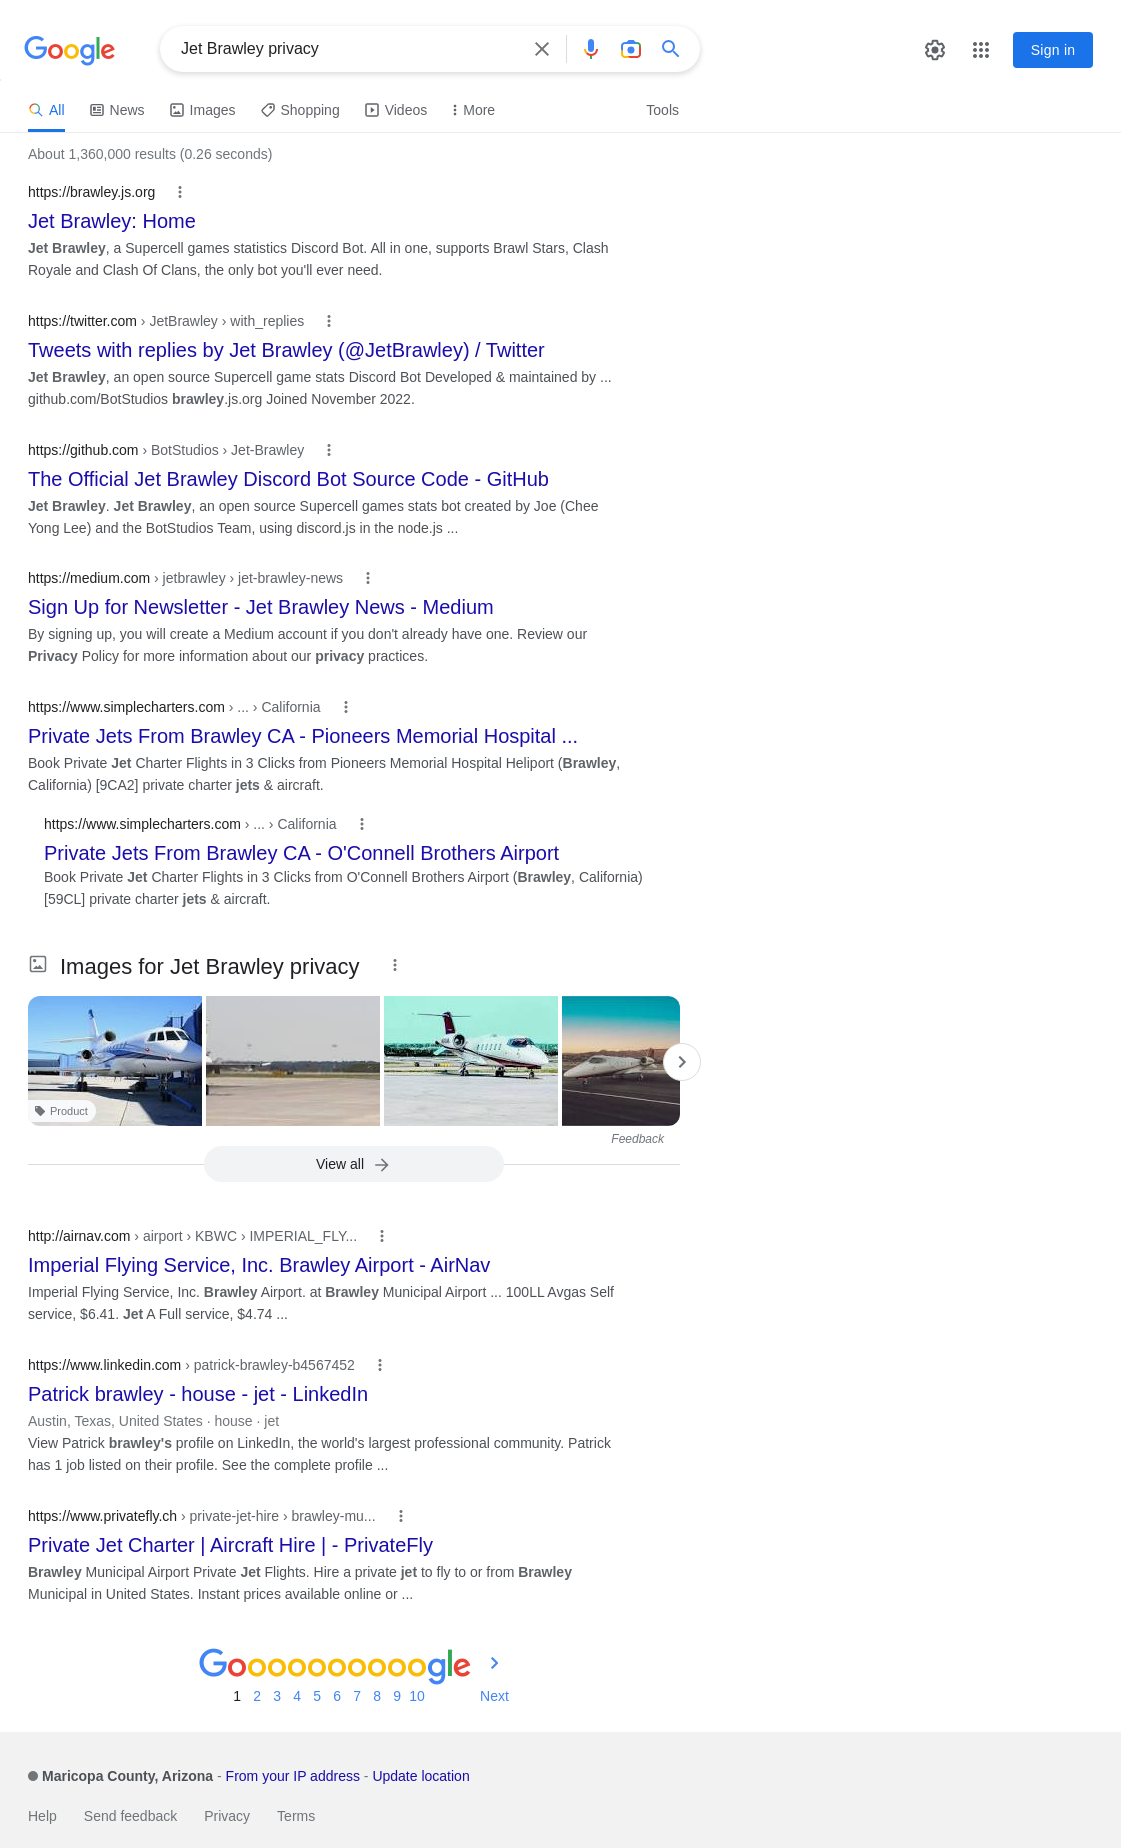 Google
Jet Brawley privacy
Sign in
All
News
Images
Shopping
Videos
More
Tools
About 1,360,000 results (0.26 seconds)
https://brawley.js.org
Jet Brawley: Home
Jet Brawley, a Supercell games statistics Discord Bot. All in one, supports Brawl Stars, Clash
Royale and Clash Of Clans, the only bot you'll ever need.
https://twitter.com › JetBrawley › with_replies
Tweets with replies by Jet Brawley (@JetBrawley) / Twitter
Jet Brawley, an open source Supercell game stats Discord Bot Developed & maintained by ...
github.com/BotStudios brawley.js.org Joined November 2022.
https://github.com › BotStudios › Jet-Brawley
The Official Jet Brawley Discord Bot Source Code - GitHub
Jet Brawley. Jet Brawley, an open source Supercell games stats bot created by Joe (Chee
Yong Lee) and the BotStudios Team, using discord.js in the node.js ...
https://medium.com › jetbrawley › jet-brawley-news
Sign Up for Newsletter - Jet Brawley News - Medium
By signing up, you will create a Medium account if you don't already have one. Review our
Privacy Policy for more information about our privacy practices.
https://www.simplecharters.com › ... › California
Private Jets From Brawley CA - Pioneers Memorial Hospital ...
Book Private Jet Charter Flights in 3 Clicks from Pioneers Memorial Hospital Heliport (Brawley,
California) [9CA2] private charter jets & aircraft.
https://www.simplecharters.com › ... › California
Private Jets From Brawley CA - O'Connell Brothers Airport
Book Private Jet Charter Flights in 3 Clicks from O'Connell Brothers Airport (Brawley, California)
[59CL] private charter jets & aircraft.
Images for Jet Brawley privacy
Product
Feedback
View all
http://airnav.com › airport › KBWC › IMPERIAL_FLY...
Imperial Flying Service, Inc. Brawley Airport - AirNav
Imperial Flying Service, Inc. Brawley Airport. at Brawley Municipal Airport ... 100LL Avgas Self
service, $6.41. Jet A Full service, $4.74 ...
https://www.linkedin.com › patrick-brawley-b4567452
Patrick brawley - house - jet - LinkedIn
Austin, Texas, United States · house · jet
View Patrick brawley's profile on LinkedIn, the world's largest professional community. Patrick
has 1 job listed on their profile. See the complete profile ...
https://www.privatefly.ch › private-jet-hire › brawley-mu...
Private Jet Charter | Aircraft Hire | - PrivateFly
Brawley Municipal Airport Private Jet Flights. Hire a private jet to fly to or from Brawley
Municipal in United States. Instant prices available online or ...
Goooooooooogle
1 2 3 4 5 6 7 8 9 10 Next
Maricopa County, Arizona - From your IP address - Update location
Help Send feedback Privacy Terms